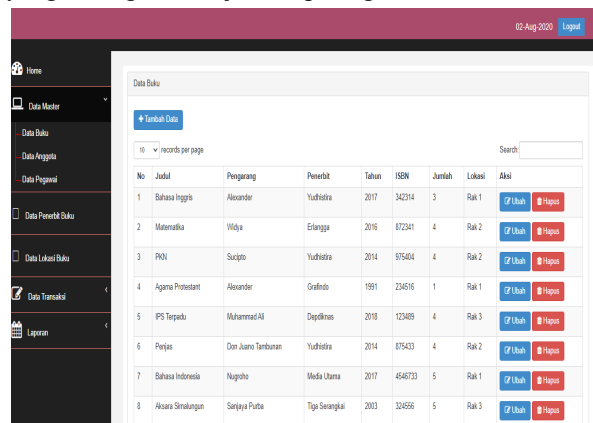 02-Aug-2020 Logout
Home
Data Master
Data Buku
Data Anggota
Data Pegawai
Data Penerbit Buku
Data Lokasi Buku
Data Transaksi
Laporan
Data Buku
Tambah Data
10 records per page Search:
No Judul Pengarang Penerbit Tahun ISBN Jumlah Lokasi Aksi
1 Bahasa Inggris Alexander Yudhistira 2017 342314 3 Rak 1 Ubah Hapus
2 Matematika Widya Erlangga 2016 872341 4 Rak 2 Ubah Hapus
3 PKN Sucipto Yudhistira 2014 975404 4 Rak 2 Ubah Hapus
4 Agama Protestant Alexander Grafindo 1991 234516 1 Rak 1 Ubah Hapus
5 IPS Terpadu Muhammad Ali Depdiknas 2018 123489 4 Rak 3 Ubah Hapus
6 Penjas Don Juano Tambunan Yudhistira 2014 875433 4 Rak 2 Ubah Hapus
7 Bahasa Indonesia Nugroho Media Utama 2017 4546733 5 Rak 1 Ubah Hapus
8 Aksara Simalungun Sanjaya Purba Tiga Serangkai 2003 324556 5 Rak 3 Ubah Hapus